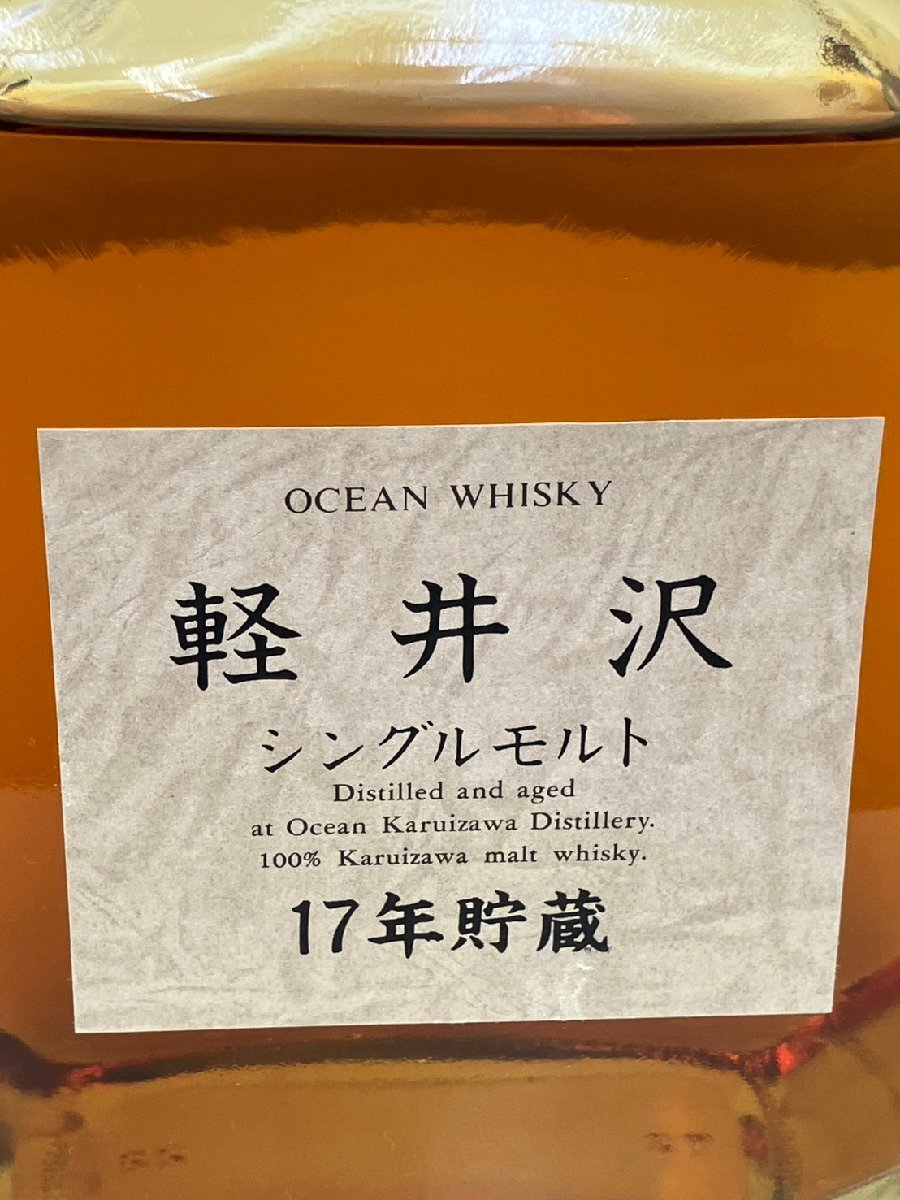 OCEAN WHISKY
軽井沢
シングルモルト
Distilled and aged
at Ocean Karuizawa Distillery.
100% Karuizawa malt whisky.
17年貯蔵